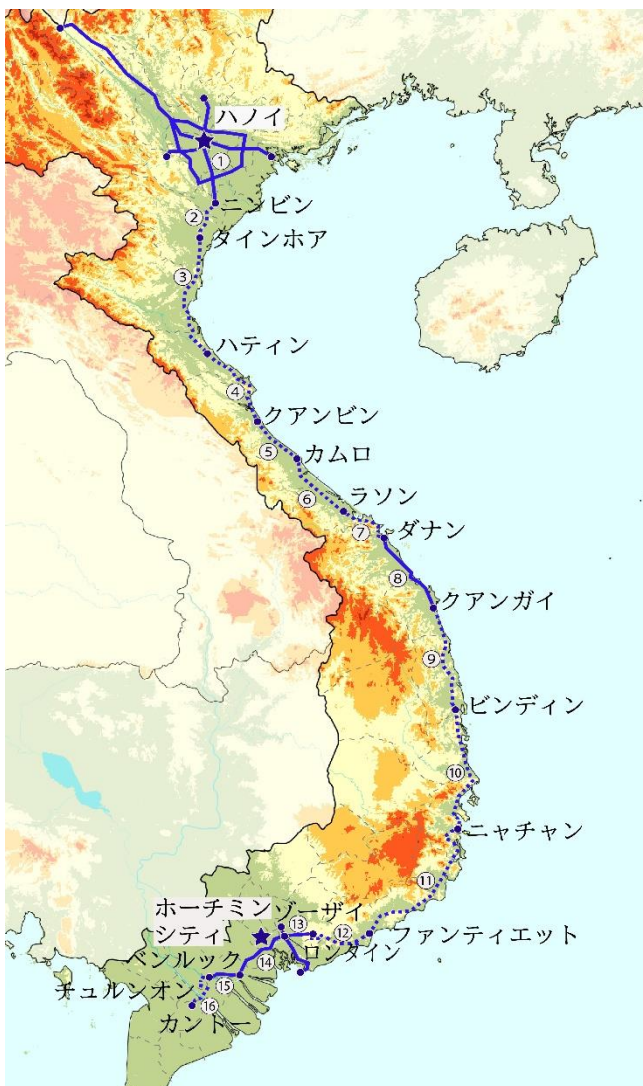 ハノイ
①
ニンビン
②
タインホア
③
ハティン
④
クアンビン
⑤
カムロ
⑥
ラソン
⑦
ダナン
⑧
クアンガイ
⑨
ビンディン
⑩
ニャチャン
⑪
ホーチミン
シティ
ゾーザイ
⑬
⑫
ファンティエット
ロンタイン
ベンルック
⑭
チュルンオン
⑮
⑯
カントー